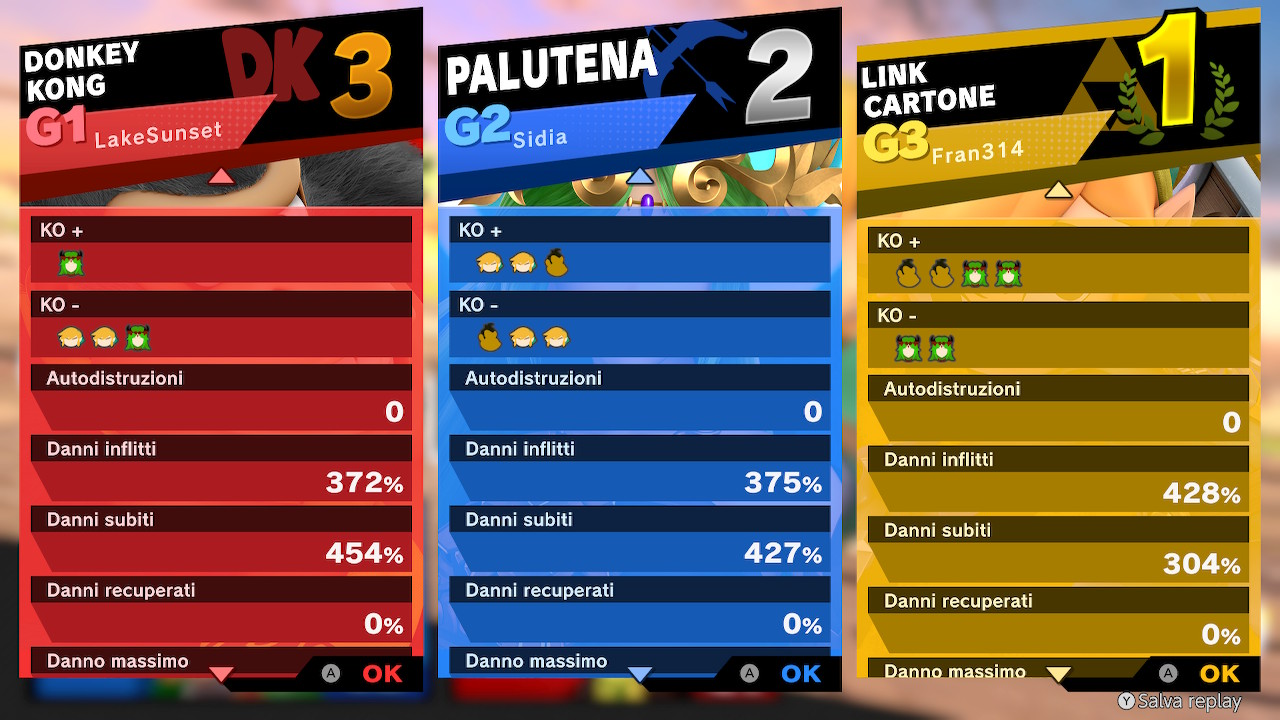 DONKEY
KONG
DK
3
G1 LakeSunset
KO +
KO -
Autodistruzioni
0
Danni inflitti
372%
Danni subiti
454%
Danni recuperati
0%
Danno massimo
A OK
PALUTENA
2
G2 Sidia
KO +
KO -
Autodistruzioni
0
Danni inflitti
375%
Danni subiti
427%
Danni recuperati
0%
Danno massimo
A OK
LINK
CARTONE
1
G3 Fran314
KO +
KO -
Autodistruzioni
0
Danni inflitti
428%
Danni subiti
304%
Danni recuperati
0%
Danno massimo
A OK
Y Salva replay